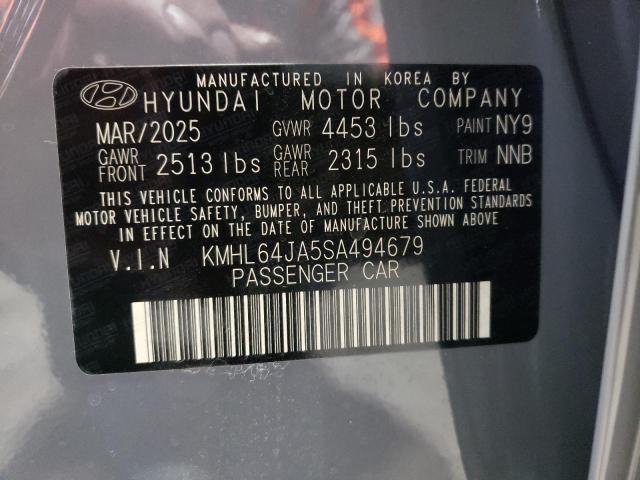 MANUFACTURED IN KOREA BY
HYUNDAI MOTOR COMPANY
MAR/2025 GVWR 4453 lbs PAINT NY9
GAWR FRONT 2513 lbs GAWR REAR 2315 lbs TRIM NNB
THIS VEHICLE CONFORMS TO ALL APPLICABLE U.S.A. FEDERAL
MOTOR VEHICLE SAFETY, BUMPER, AND THEFT PREVENTION STANDARDS
IN EFFECT ON THE DATE OF MANUFACTURE SHOWN ABOVE.
V.I.N KMHL64JA5SA494679
PASSENGER CAR